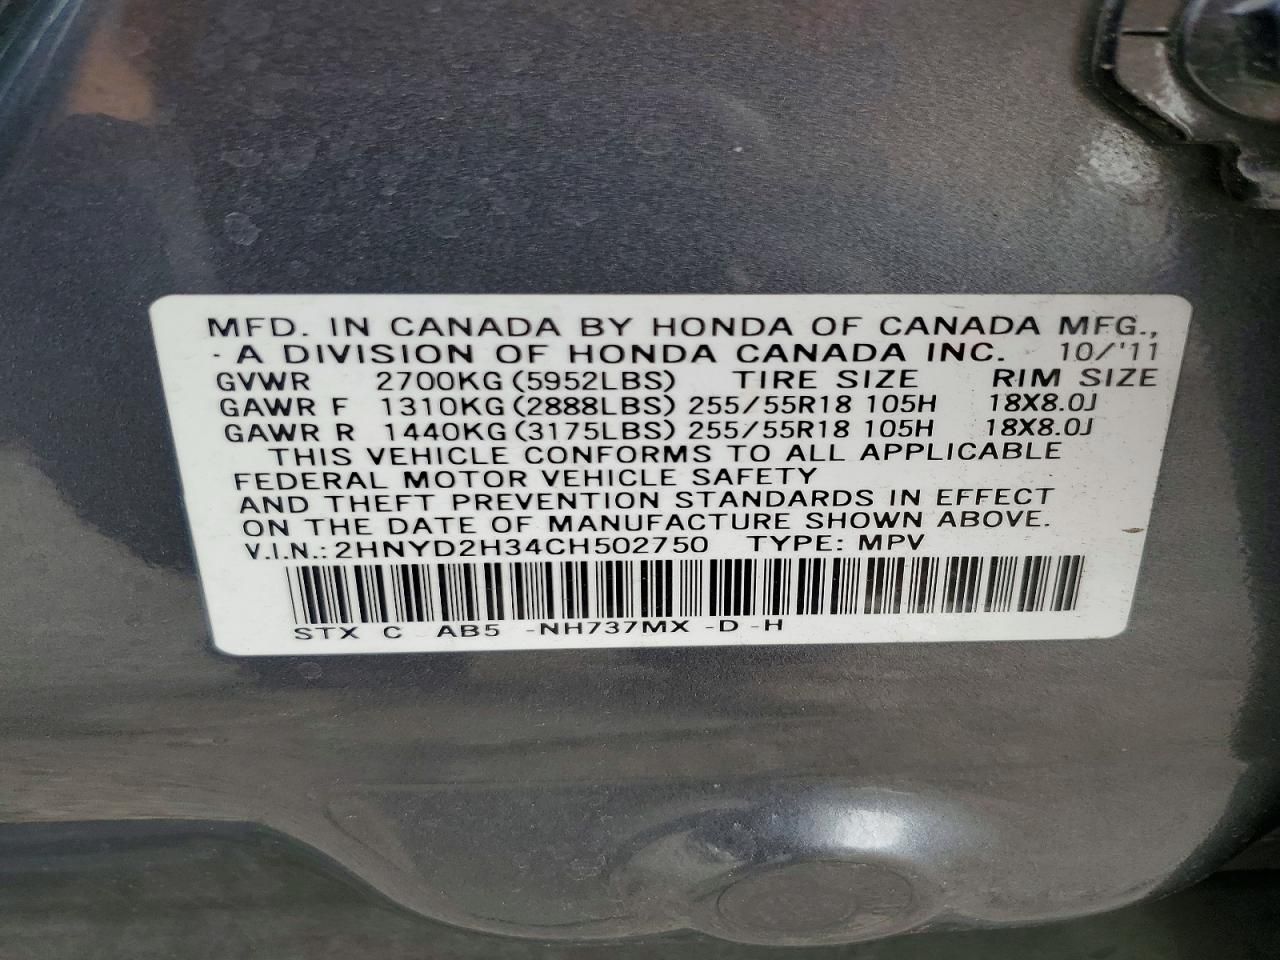 MFD. IN CANADA BY HONDA OF CANADA MFG.,
· A DIVISION OF HONDA CANADA INC. 10/'11
GVWR 2700KG (5952LBS) TIRE SIZE RIM SIZE
GAWR F 1310KG (2888LBS) 255/55R18 105H 18X8.0J
GAWR R 1440KG (3175LBS) 255/55R18 105H 18X8.0J
THIS VEHICLE CONFORMS TO ALL APPLICABLE
FEDERAL MOTOR VEHICLE SAFETY
AND THEFT PREVENTION STANDARDS IN EFFECT
ON THE DATE OF MANUFACTURE SHOWN ABOVE.
V.I.N.: 2HNYD2H34CH502750 TYPE: MPV
STX C AB5 -NH737MX -D -H